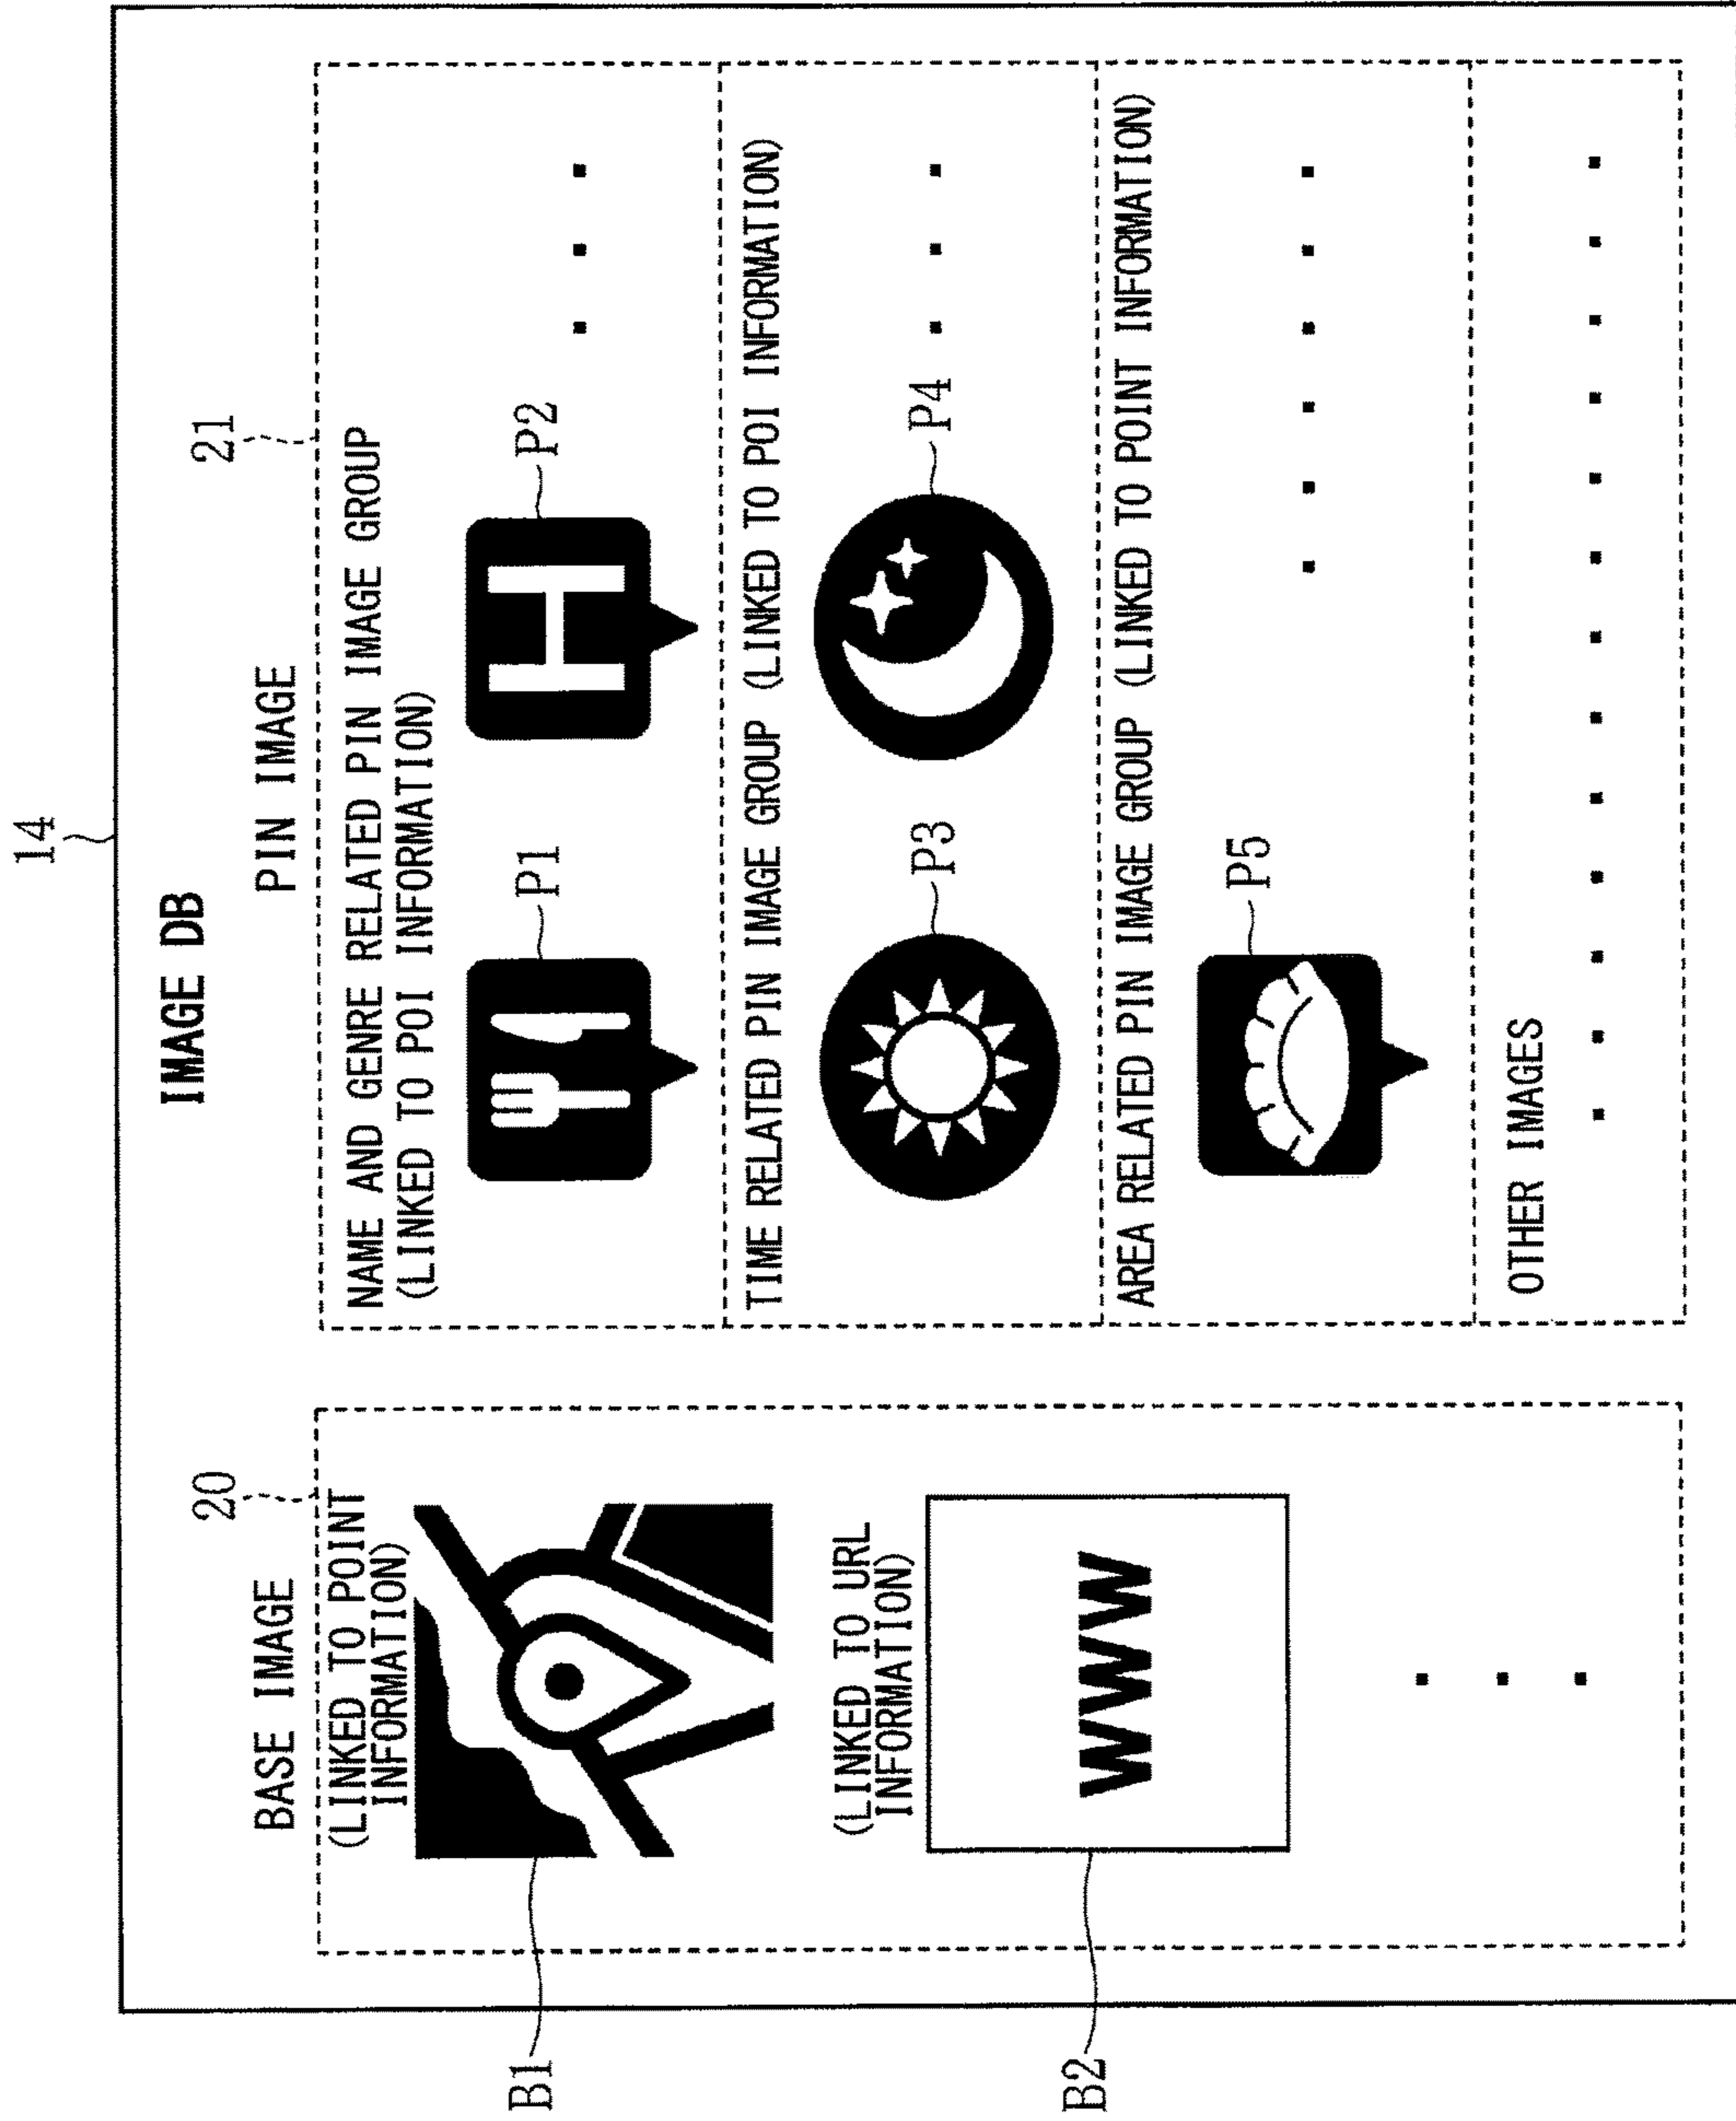 14
IMAGE DB
BASE IMAGE
20
(LINKED TO POINT
INFORMATION)
B1
(LINKED TO URL
INFORMATION)
WWW
B2
PIN IMAGE
21
NAME AND GENRE RELATED PIN IMAGE GROUP
(LINKED TO POI INFORMATION)
P1
H
P2
TIME RELATED PIN IMAGE GROUP (LINKED TO POI INFORMATION)
P3
P4
AREA RELATED PIN IMAGE GROUP (LINKED TO POINT INFORMATION)
P5
OTHER IMAGES